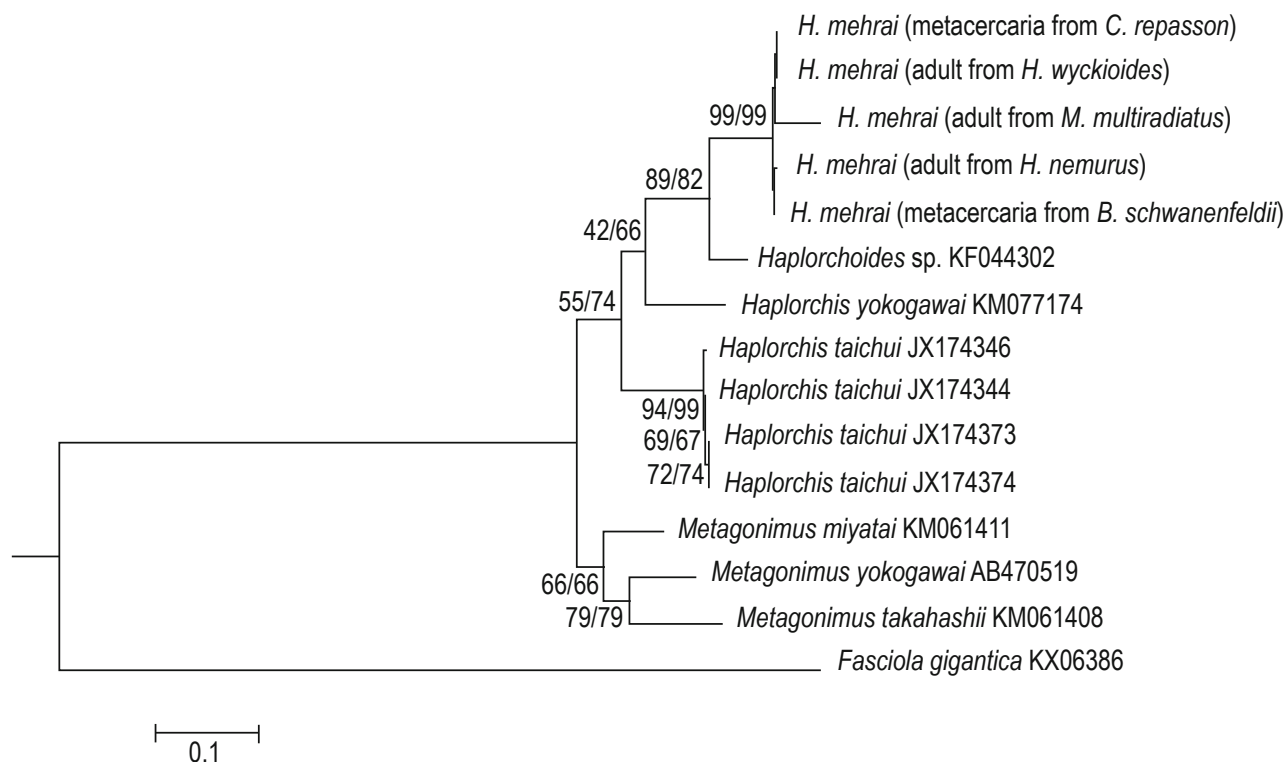 H. mehrai (metacercaria from C. repasson)
H. mehrai (adult from H. wyckioides)
99/99
H. mehrai (adult from M. multiradiatus)
H. mehrai (adult from H. nemurus)
89/82
H. mehrai (metacercaria from B. schwanenfeldii)
42/66
Haplorchoides sp. KF044302
55/74
Haplorchis yokogawai KM077174
Haplorchis taichui JX174346
Haplorchis taichui JX174344
94/99
Haplorchis taichui JX174373
69/67
72/74
Haplorchis taichui JX174374
Metagonimus miyatai KM061411
66/66
Metagonimus yokogawai AB470519
79/79
Metagonimus takahashii KM061408
Fasciola gigantica KX06386
0.1